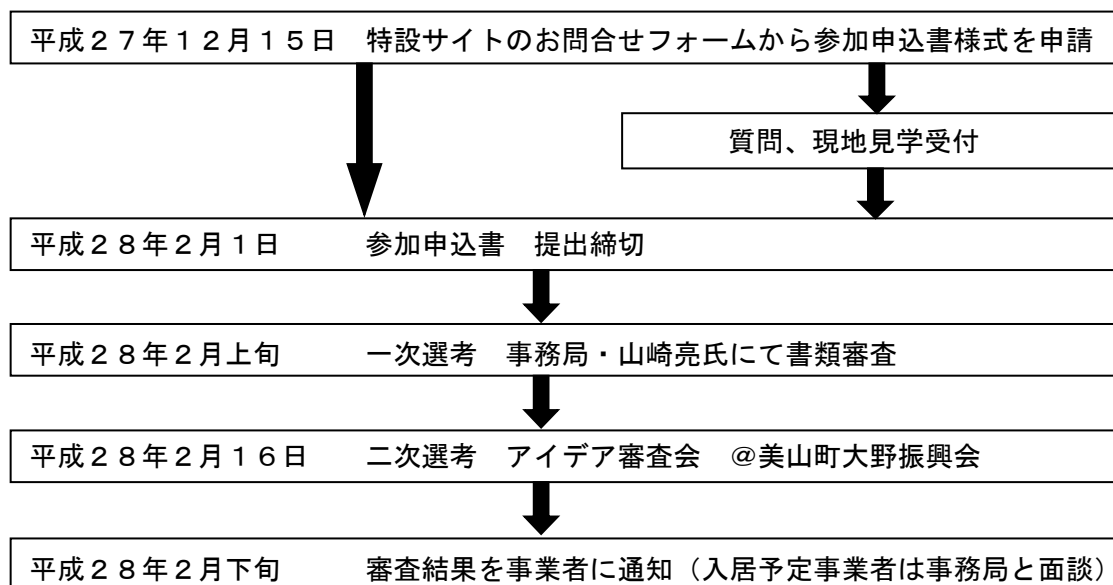 平成２７年１２月１５日　特設サイトのお問合せフォームから参加申込書様式を申請
質問、現地見学受付
平成２８年２月１日　　　参加申込書　提出締切
平成２８年２月上旬　　　一次選考　事務局・山崎亮氏にて書類審査
平成２８年２月１６日　　二次選考　アイデア審査会　＠美山町大野振興会
平成２８年２月下旬　　　審査結果を事業者に通知（入居予定事業者は事務局と面談）